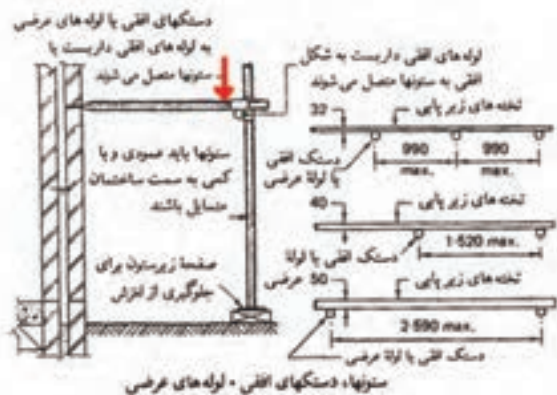 دستکهای افقی یا لوله های عرضی
به لوله های افقی داربست یا
ستونها متصل می شوند
لوله های افقی داربست به شکل
افقی به ستونها متصل می شوند
ستونها باید عمودی و یا
کمی به سمت ساختمان
متمایل باشند
صفحۀ زیرستون برای
جلوگیری از لغزش
32
تخته های زیر پایی
990 max.
990 max.
دستک افقی
یا لولۀ عرضی
40
تخته های زیر پایی
1·520 max.
دستک افقی یا لولۀ
عرضی
50
تخته های زیر پایی
2·590 max.
دستک افقی یا لولۀ عرضی
ستونها، دستکهای افقی - لوله های عرضی